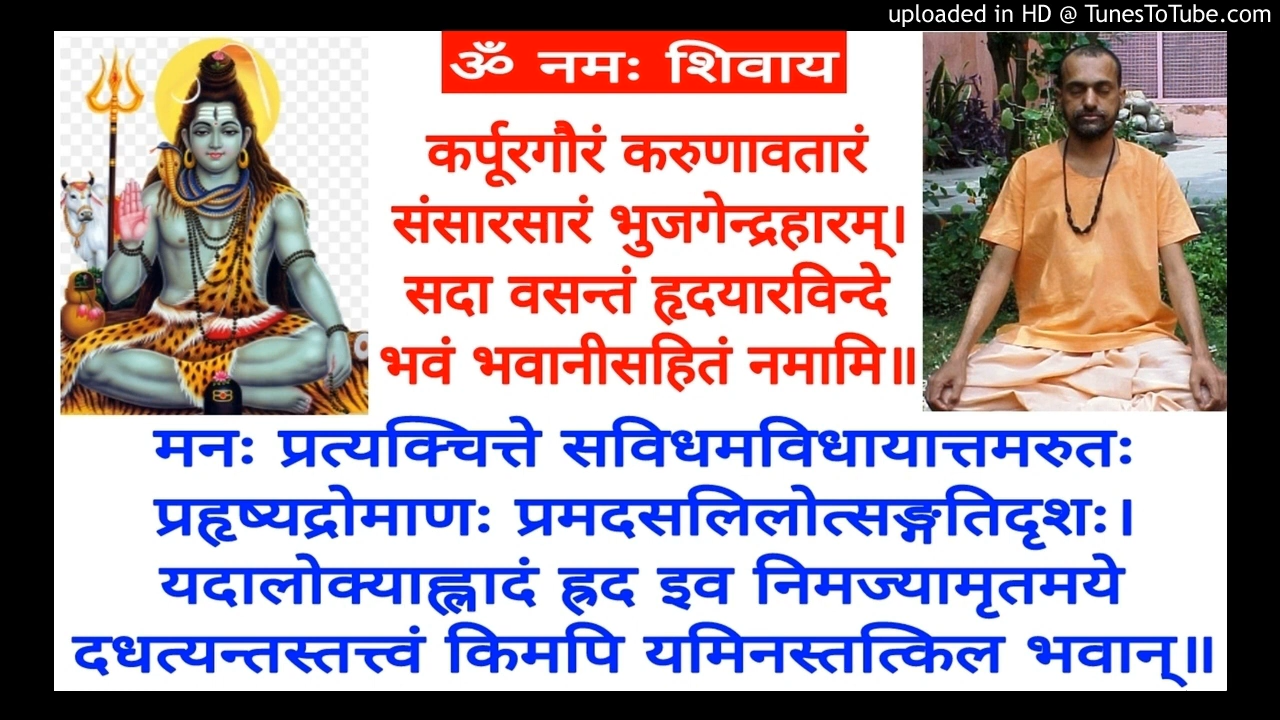 uploaded in HD @ TunesToTube.com
ॐ नमः शिवाय
कर्पूरगौरं करुणावतारं
संसारसारं भुजगेन्द्रहारम्।
सदा वसन्तं हृदयारविन्दे
भवं भवानीसहितं नमामि॥
मनः प्रत्यक्चित्ते सविधमविधायात्तमरुतः
प्रहृष्यद्रोमाणः प्रमदसलिलोत्सङ्गतिदृशः।
यदालोक्याह्लादं ह्रद इव निमज्यामृतमये
दधत्यन्तस्तत्त्वं किमपि यमिनस्तत्किल भवान्॥